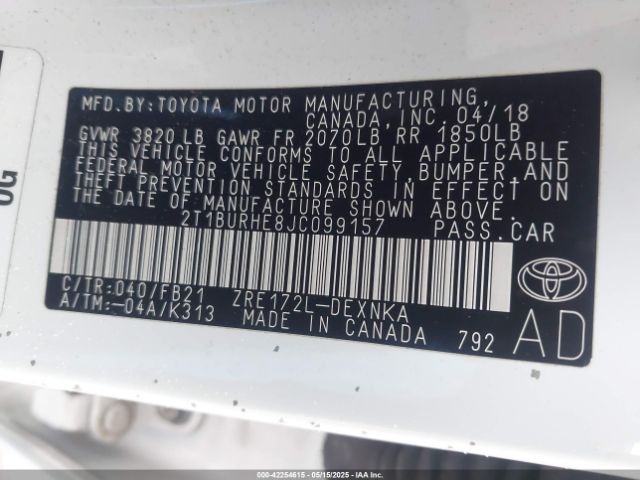 MFD.BY:TOYOTA MOTOR MANUFACTURING,
CANADA, INC. 04/18
GVWR 3820 LB GAWR FR 2070LB, RR 1850LB
THIS VEHICLE CONFORMS TO ALL APPLICABLE
FEDERAL MOTOR VEHICLE SAFETY, BUMPER, AND
THEFT PREVENTION STANDARDS IN EFFECT ON
THE DATE OF MANUFACTURE SHOWN ABOVE.
2T1BURHE8JC099157 PASS.CAR
C/TR:040/FB21 ZRE172L-DEXNKA
A/TM:-04A/K313 MADE IN CANADA 792
AD
000-42254615 - 05/15/2025 - IAA Inc.